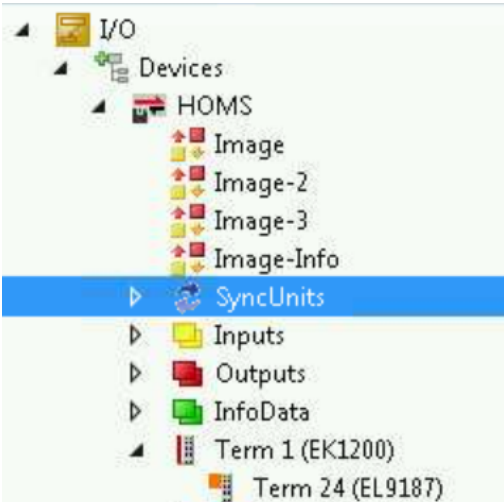 I/O
Devices
HOMS
Image
Image-2
Image-3
Image-Info
SyncUnits
Inputs
Outputs
InfoData
Term 1 (EK1200)
Term 24 (EL9187)